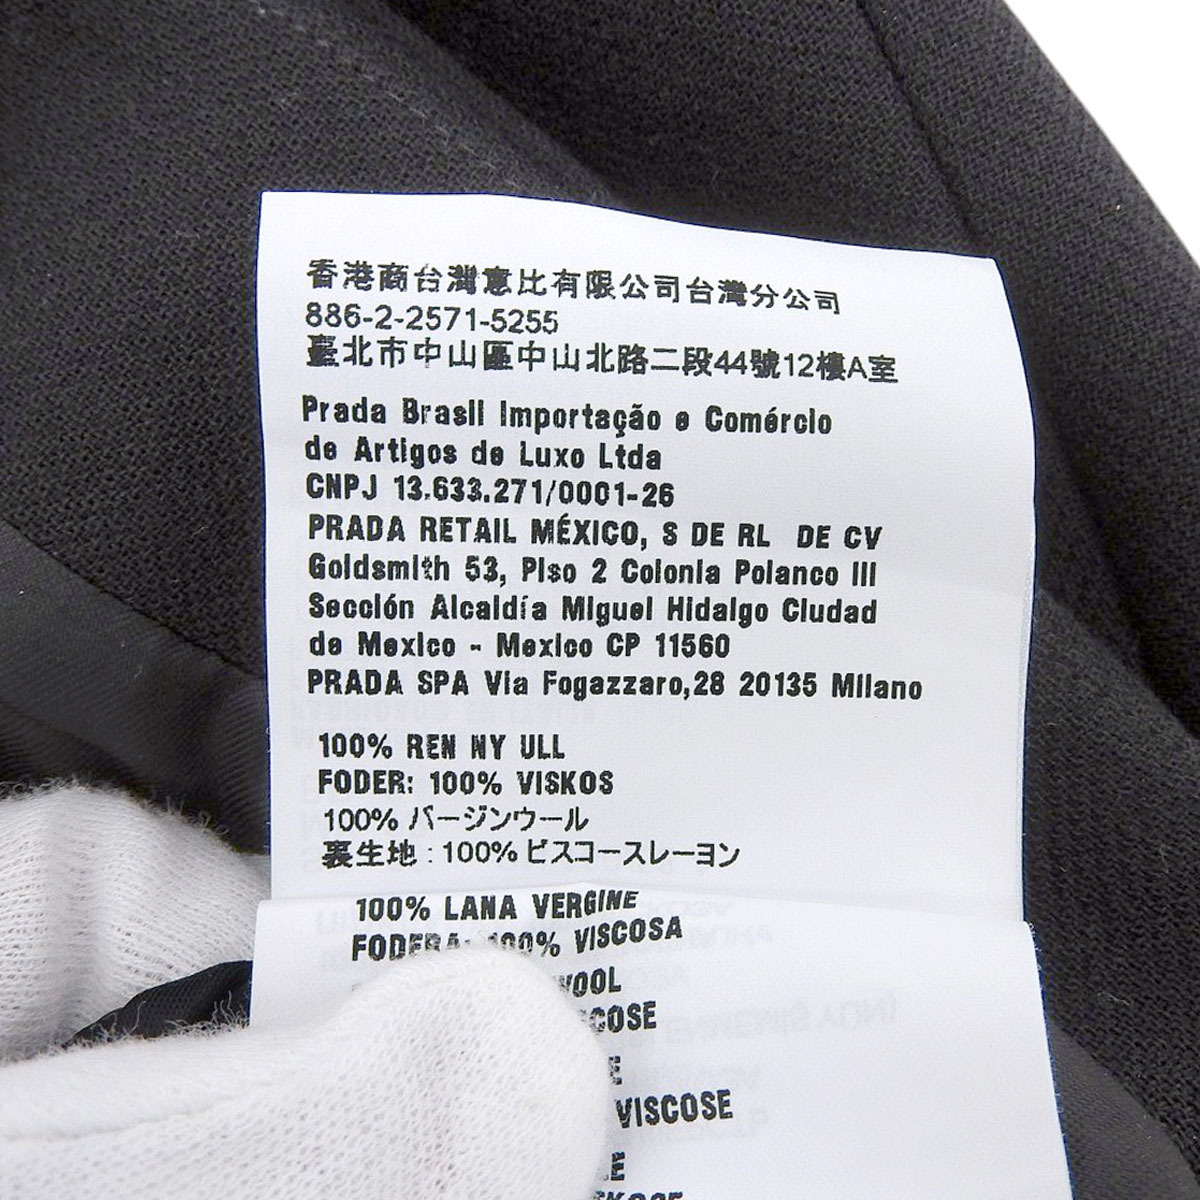 香港商台灣意比有限公司台灣分公司
886-2-2571-5255
臺北市中山區中山北路二段44號12樓A室
Prada Brasil Importação e Comércio
de Artigos de Luxo Ltda
CNPJ 13.633.271/0001-26
PRADA RETAIL MÉXICO, S DE RL DE CV
Goldsmith 53, Piso 2 Colonia Polanco III
Sección Alcaldía Miguel Hidalgo Ciudad
de Mexico - Mexico CP 11560
PRADA SPA Via Fogazzaro,28 20135 Milano
100% REN NY ULL
FODER: 100% VISKOS
100% バージンウール
裏生地 : 100% ビスコースレーヨン
100% LANA VERGINE
FODERA: 100% VISCOSA
WOOL
SCOSE
E
VISCOSE